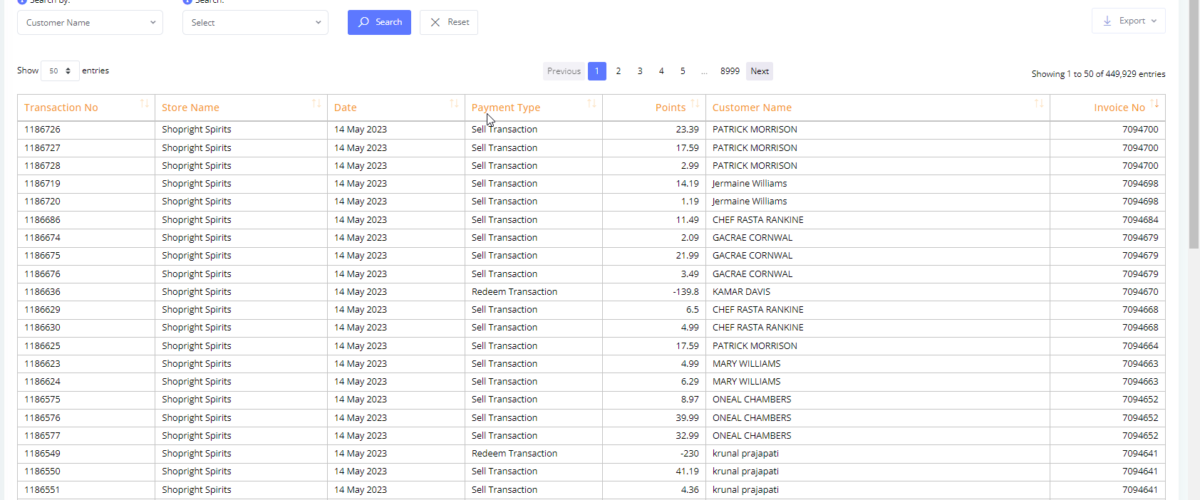 Search by: Search:
Customer Name Select Search Reset Export
Show 50 entries Previous 1 2 3 4 5 ... 8999 Next Showing 1 to 50 of 449,929 entries
Transaction No Store Name Date Payment Type Points Customer Name Invoice No
1186726 Shopright Spirits 14 May 2023 Sell Transaction 23.39 PATRICK MORRISON 7094700
1186727 Shopright Spirits 14 May 2023 Sell Transaction 17.59 PATRICK MORRISON 7094700
1186728 Shopright Spirits 14 May 2023 Sell Transaction 2.99 PATRICK MORRISON 7094700
1186719 Shopright Spirits 14 May 2023 Sell Transaction 14.19 Jermaine Williams 7094698
1186720 Shopright Spirits 14 May 2023 Sell Transaction 1.19 Jermaine Williams 7094698
1186686 Shopright Spirits 14 May 2023 Sell Transaction 11.49 CHEF RASTA RANKINE 7094684
1186674 Shopright Spirits 14 May 2023 Sell Transaction 2.09 GACRAE CORNWAL 7094679
1186675 Shopright Spirits 14 May 2023 Sell Transaction 21.99 GACRAE CORNWAL 7094679
1186676 Shopright Spirits 14 May 2023 Sell Transaction 3.49 GACRAE CORNWAL 7094679
1186636 Shopright Spirits 14 May 2023 Redeem Transaction -139.8 KAMAR DAVIS 7094670
1186629 Shopright Spirits 14 May 2023 Sell Transaction 6.5 CHEF RASTA RANKINE 7094668
1186630 Shopright Spirits 14 May 2023 Sell Transaction 4.99 CHEF RASTA RANKINE 7094668
1186625 Shopright Spirits 14 May 2023 Sell Transaction 17.59 PATRICK MORRISON 7094664
1186623 Shopright Spirits 14 May 2023 Sell Transaction 4.99 MARY WILLIAMS 7094663
1186624 Shopright Spirits 14 May 2023 Sell Transaction 6.29 MARY WILLIAMS 7094663
1186575 Shopright Spirits 14 May 2023 Sell Transaction 8.97 ONEAL CHAMBERS 7094652
1186576 Shopright Spirits 14 May 2023 Sell Transaction 39.99 ONEAL CHAMBERS 7094652
1186577 Shopright Spirits 14 May 2023 Sell Transaction 32.99 ONEAL CHAMBERS 7094652
1186549 Shopright Spirits 14 May 2023 Redeem Transaction -230 krunal prajapati 7094641
1186550 Shopright Spirits 14 May 2023 Sell Transaction 41.19 krunal prajapati 7094641
1186551 Shopright Spirits 14 May 2023 Sell Transaction 4.36 krunal prajapati 7094641